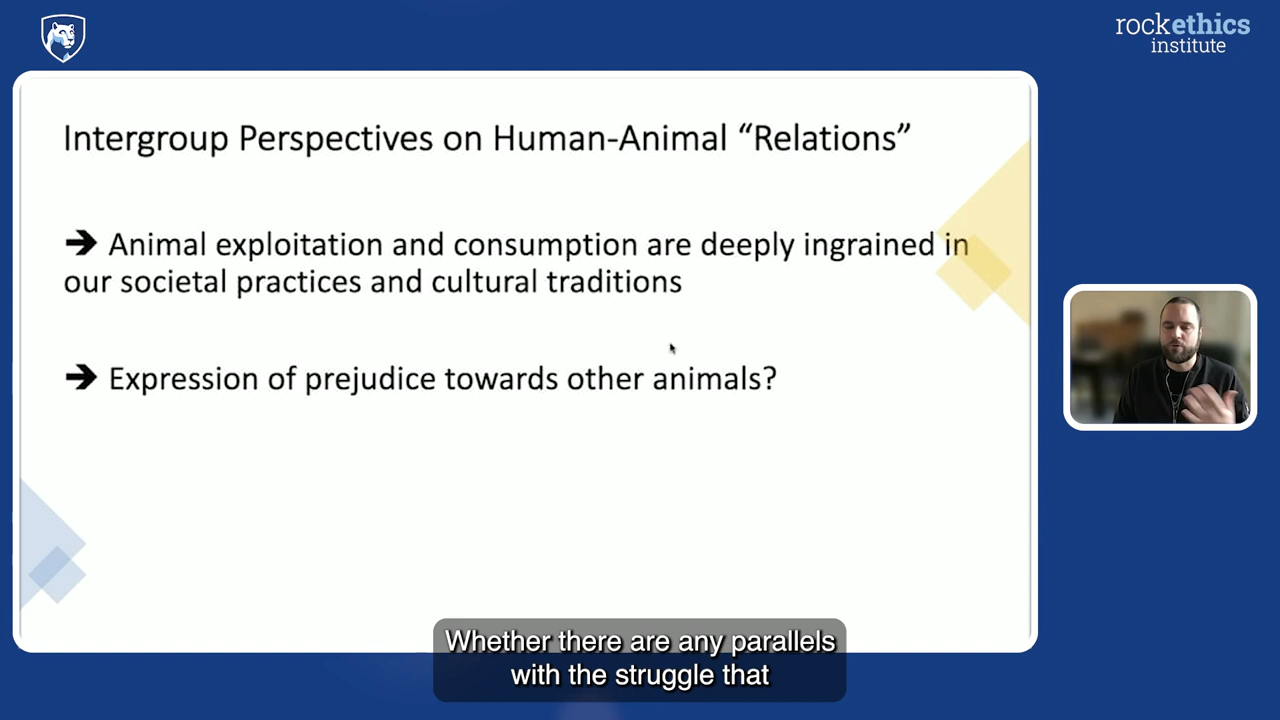 rockethics
institute
Intergroup Perspectives on Human-Animal “Relations”
➔ Animal exploitation and consumption are deeply ingrained in
our societal practices and cultural traditions
➔ Expression of prejudice towards other animals?
Whether there are any parallels
with the struggle that